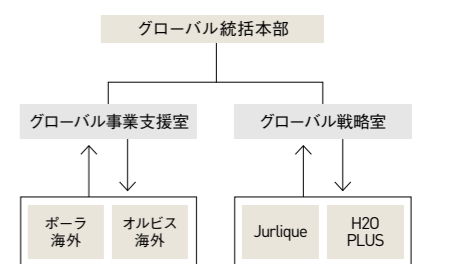 グローバル統括本部
グローバル事業支援室
グローバル戦略室
ポーラ
海外
オルビス
海外
Jurlique
H2O
PLUS